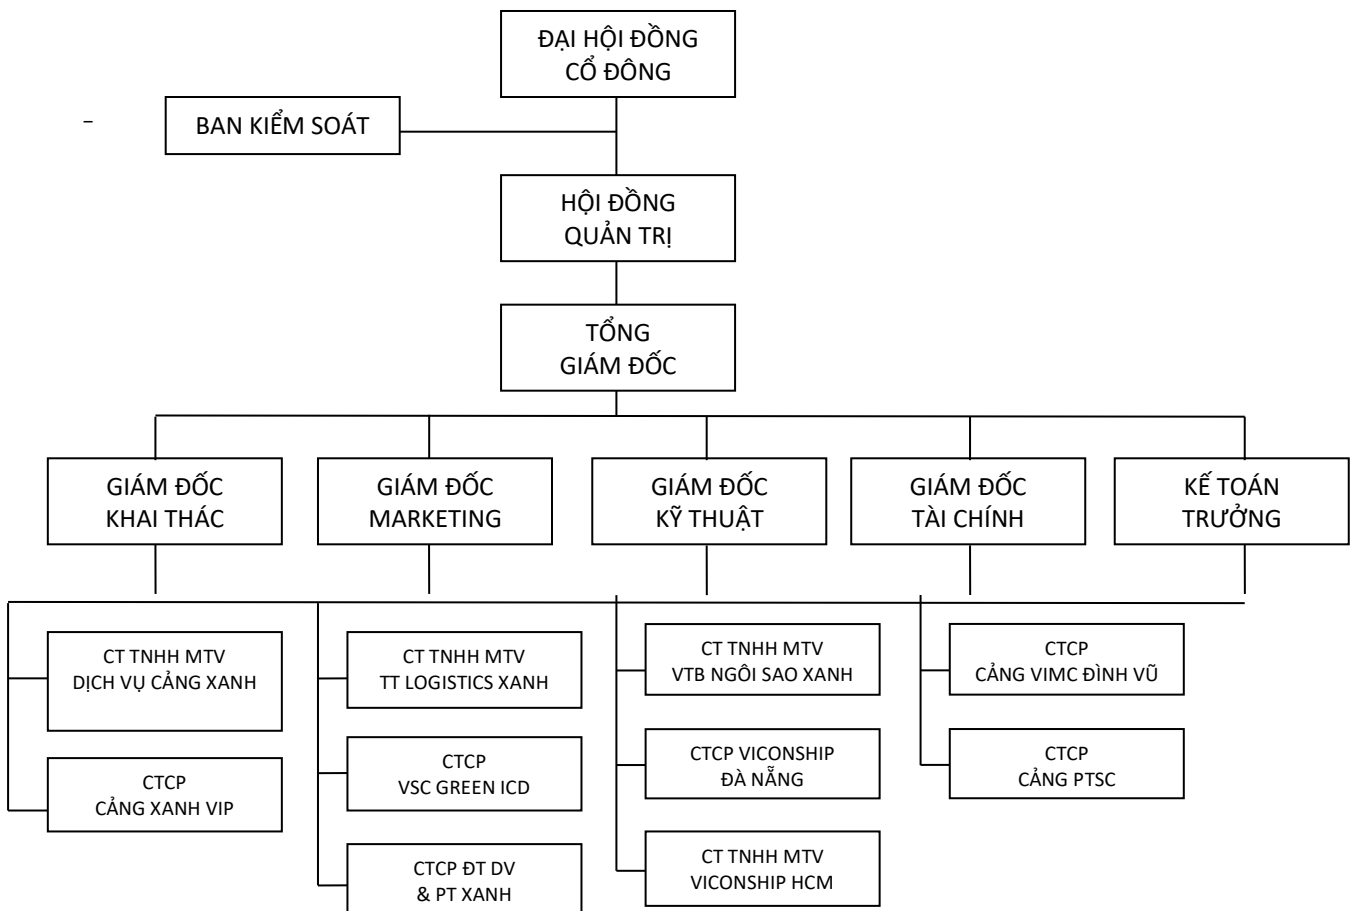 ĐẠI HỘI ĐỒNG
CỔ ĐÔNG
–
BAN KIỂM SOÁT
HỘI ĐỒNG
QUẢN TRỊ
TỔNG
GIÁM ĐỐC
GIÁM ĐỐC
KHAI THÁC
GIÁM ĐỐC
MARKETING
GIÁM ĐỐC
KỸ THUẬT
GIÁM ĐỐC
TÀI CHÍNH
KẾ TOÁN
TRƯỞNG
CT TNHH MTV
DỊCH VỤ CẢNG XANH
CTCP
CẢNG XANH VIP
CT TNHH MTV
TT LOGISTICS XANH
CTCP
VSC GREEN ICD
CTCP ĐT DV
& PT XANH
CT TNHH MTV
VTB NGÔI SAO XANH
CTCP VICONSHIP
ĐÀ NẴNG
CT TNHH MTV
VICONSHIP HCM
CTCP
CẢNG VIMC ĐÌNH VŨ
CTCP
CẢNG PTSC